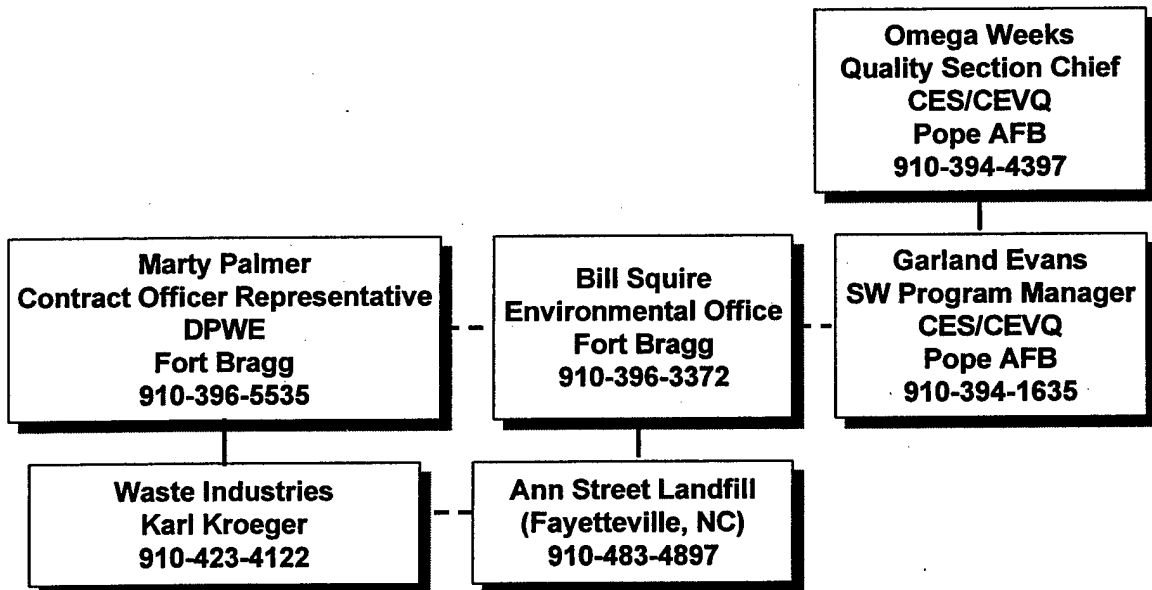 Omega Weeks
Quality Section Chief
CES/CEVQ
Pope AFB
910-394-4397
Marty Palmer
Contract Officer Representative
DPWE
Fort Bragg
910-396-5535
Bill Squire
Environmental Office
Fort Bragg
910-396-3372
Garland Evans
SW Program Manager
CES/CEVQ
Pope AFB
910-394-1635
Waste Industries
Karl Kroeger
910-423-4122
Ann Street Landfill
(Fayetteville, NC)
910-483-4897